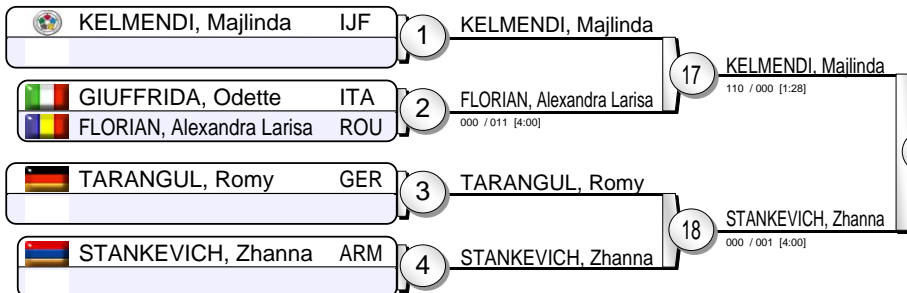 KELMENDI, Majlinda IJF
1
KELMENDI, Majlinda
GIUFFRIDA, Odette ITA
FLORIAN, Alexandra Larisa ROU
2
FLORIAN, Alexandra Larisa
000 / 011 [4:00]
17
KELMENDI, Majlinda
110 / 000 [1:28]
TARANGUL, Romy GER
3
TARANGUL, Romy
STANKEVICH, Zhanna ARM
4
STANKEVICH, Zhanna
18
STANKEVICH, Zhanna
000 / 001 [4:00]